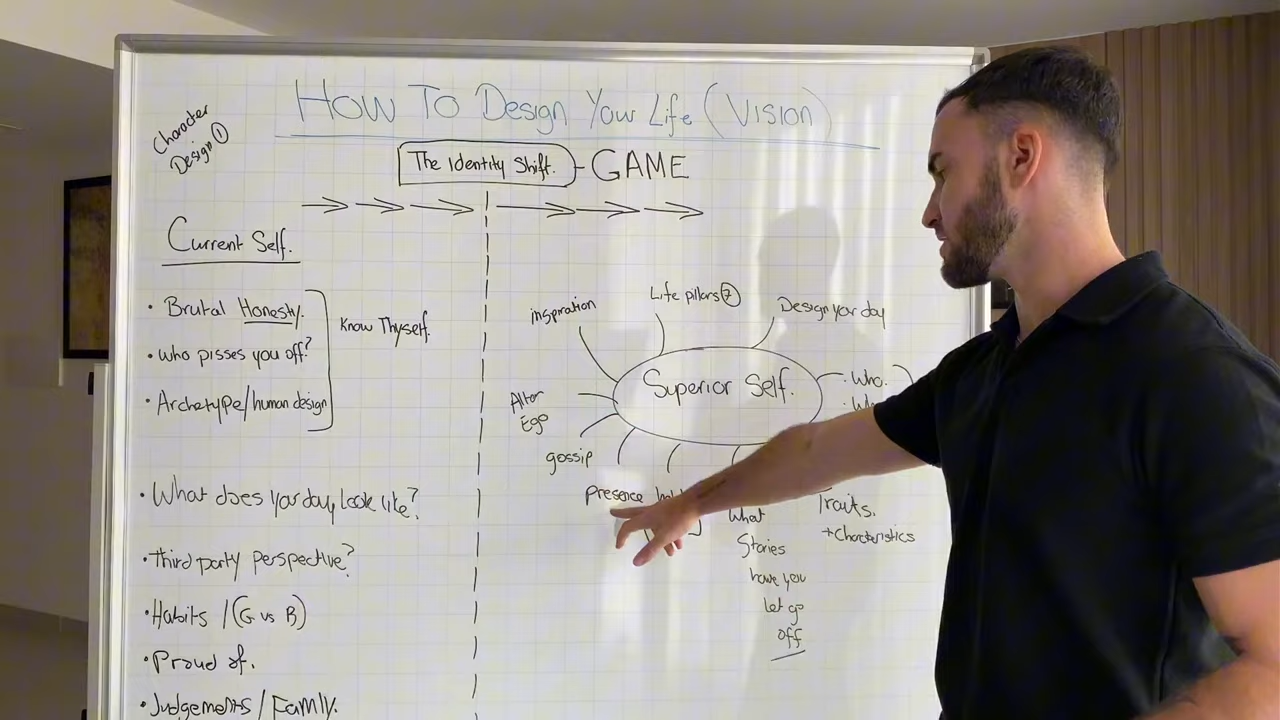 How To Design Your Life (Vision)
Character
Design ①
The Identity Shift. - GAME
Current Self.
• Brutal Honesty.
• Who pisses you off?
• Archetype/human design
Know Thyself.
• What does your day Look like?
• Third party perspective?
• Habits / (G vs B)
• Proud of.
• Judgements / Family.
inspiration
Life pillars ⑦
Design your day
Superior Self.
• Who.
Alter
Ego
gossip
Presence
What
Stories
have you
let go
off
Traits.
+Charcteristics